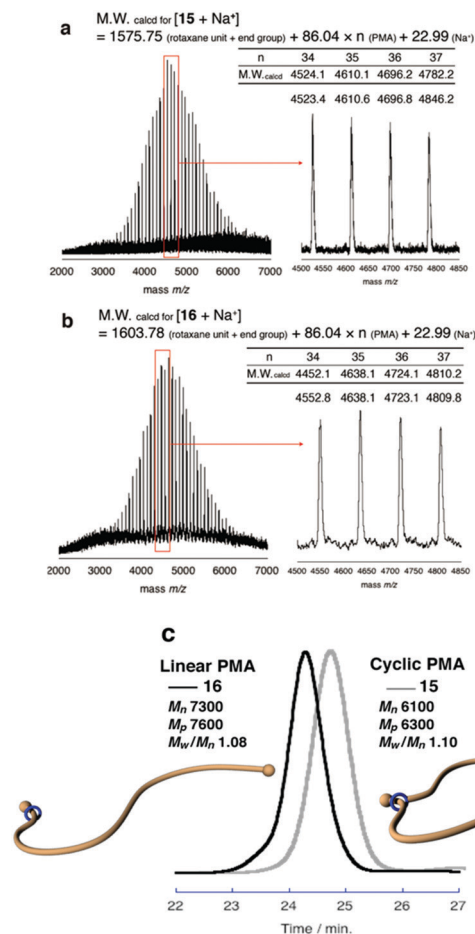 a
M.W. calcd for [15 + Na⁺]
= 1575.75 (rotaxane unit + end group) + 86.04 × n (PMA) + 22.99 (Na⁺)
n 34 35 36 37
M.W.calcd 4524.1 4610.1 4696.2 4782.2
4523.4 4610.6 4696.8 4846.2
2000 3000 4000 5000 6000 7000
mass m/z
4500 4550 4600 4650 4700 4750 4800 4850
mass m/z
b
M.W. calcd for [16 + Na⁺]
= 1603.78 (rotaxane unit + end group) + 86.04 × n (PMA) + 22.99 (Na⁺)
n 34 35 36 37
M.W.calcd 4452.1 4638.1 4724.1 4810.2
4552.8 4638.1 4723.1 4809.8
2000 3000 4000 5000 6000 7000
mass m/z
4500 4550 4600 4650 4700 4750 4800 4850
mass m/z
c
Linear PMA
16
Mn 7300
Mp 7600
Mw/Mn 1.08
Cyclic PMA
15
Mn 6100
Mp 6300
Mw/Mn 1.10
22 23 24 25 26 27
Time / min.